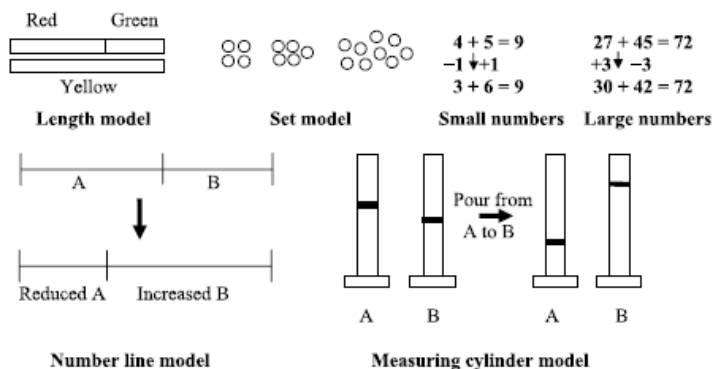 Red Green
Yellow
Length model
Set model
4 + 5 = 9
−1 +1
3 + 6 = 9
Small numbers
27 + 45 = 72
+3 −3
30 + 42 = 72
Large numbers
A B
Reduced A Increased B
Number line model
Pour from
A to B
A B A B
Measuring cylinder model